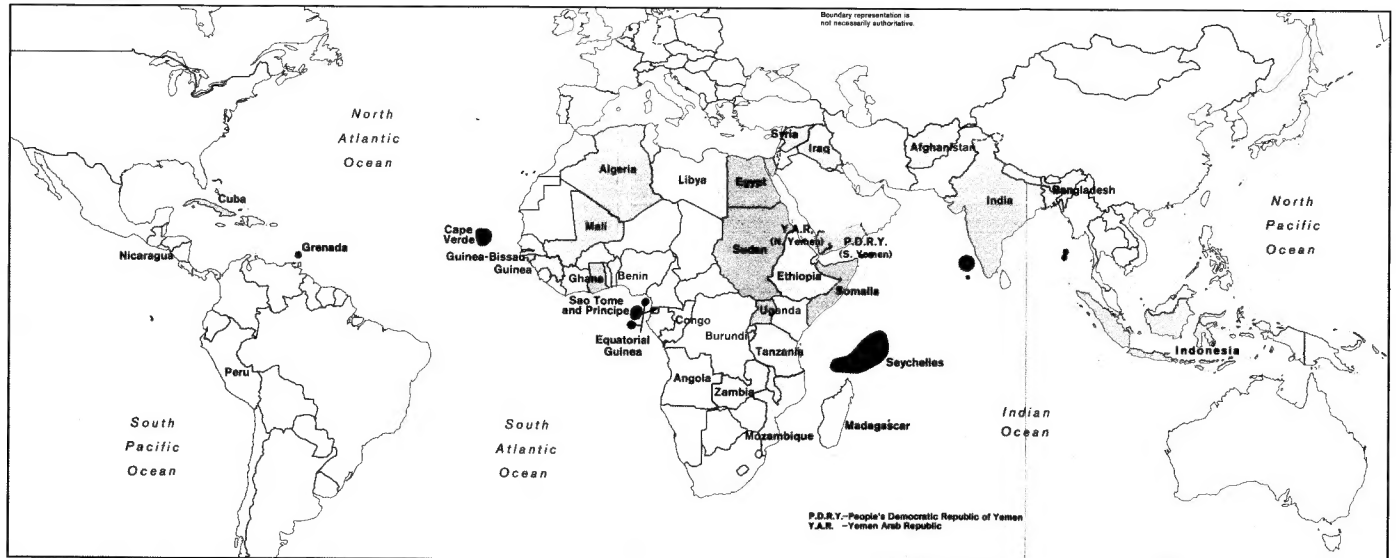 Boundary representation is
not necessarily authoritative.
North
Atlantic
Ocean
Syria
Iraq
Afghanistan
Algeria
Libya
Egypt
India
Bangladesh
North
Pacific
Ocean
Cuba
Mali
Cape
Verde
Sudan
Y.A.R.
(N. Yemen)
P.D.R.Y.
(S. Yemen)
Nicaragua
Grenada
Guinea-Bissau
Guinea
Ghana
Benin
Ethiopia
Somalia
Sao Tome
and Principe
Uganda
Congo
Equatorial
Guinea
Burundi
Tanzania
Indonesia
Seychelles
Peru
Angola
Zambia
South
Pacific
Ocean
South
Atlantic
Ocean
Mozambique
Madagascar
Indian
Ocean
P.D.R.Y.-People's Democratic Republic of Yemen
Y.A.R. -Yemen Arab Republic